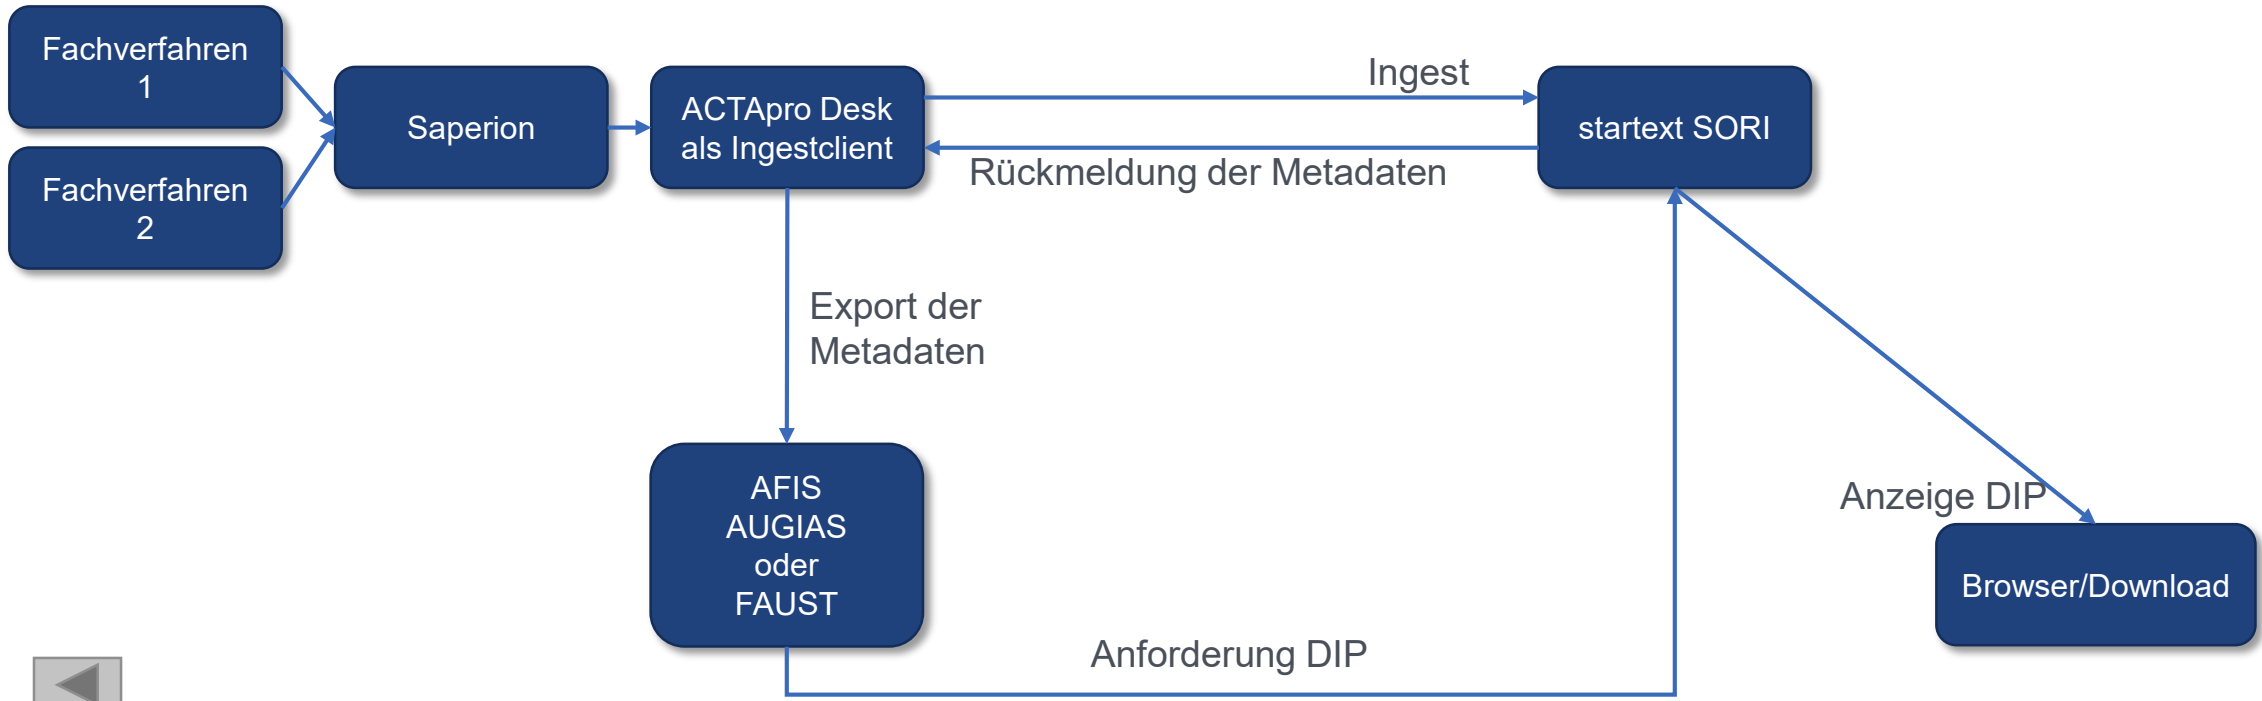 Fachverfahren
1
Fachverfahren
2
Saperion
ACTApro Desk
als Ingestclient
Ingest
Rückmeldung der Metadaten
startext SORI
Export der
Metadaten
AFIS
AUGIAS
oder
FAUST
Anforderung DIP
Anzeige DIP
Browser/Download